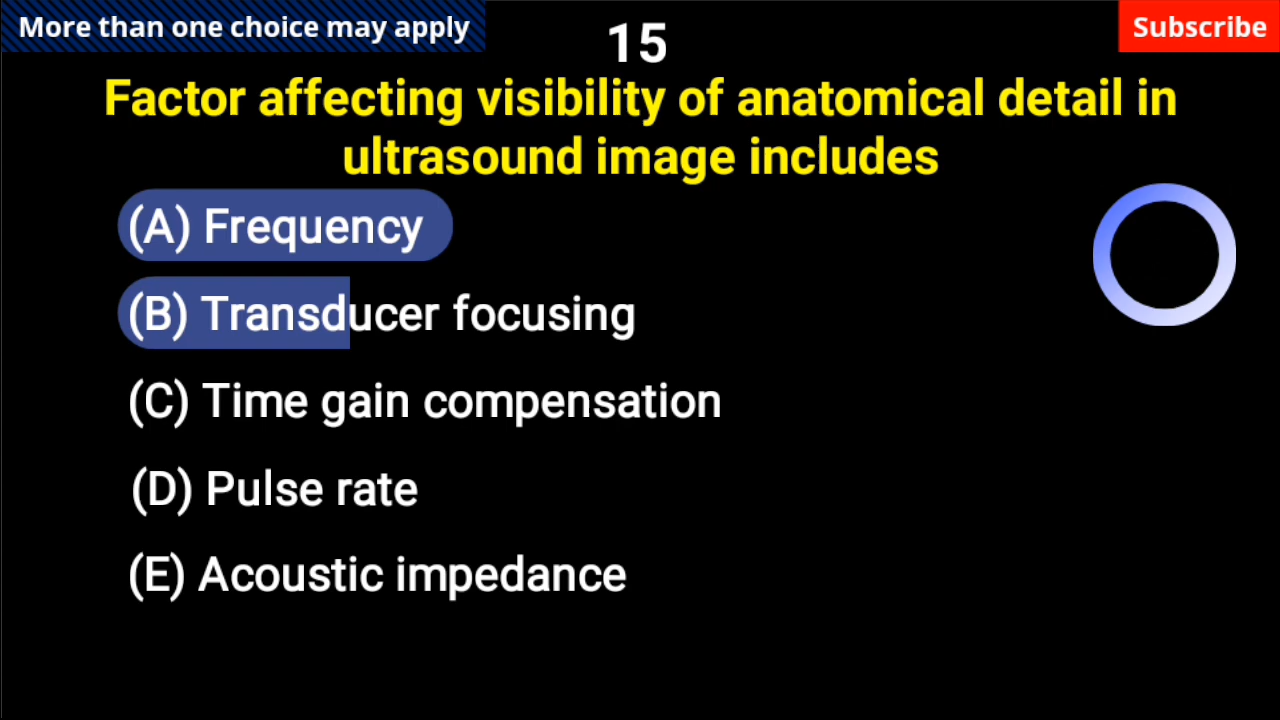 More than one choice may apply
15
Subscribe
Factor affecting visibility of anatomical detail in
ultrasound image includes
(A) Frequency
(B) Transducer focusing
(C) Time gain compensation
(D) Pulse rate
(E) Acoustic impedance